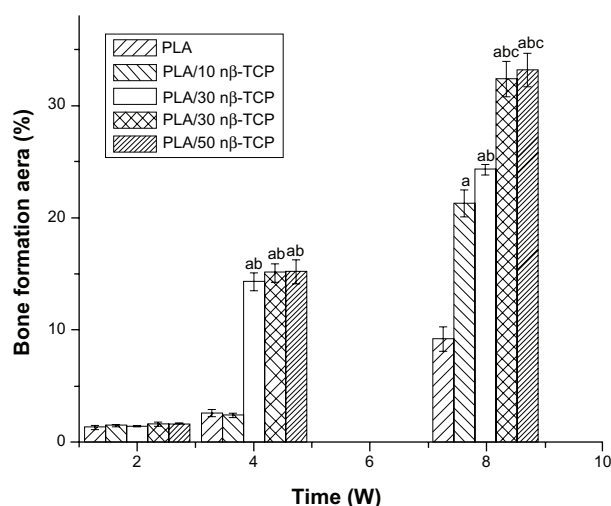 PLA
PLA/10 nβ-TCP
PLA/30 nβ-TCP
PLA/30 nβ-TCP
PLA/50 nβ-TCP
Bone formation aera (%)
30
20
10
0
ab ab ab
a ab abc abc
2 4 6 8 10
Time (W)